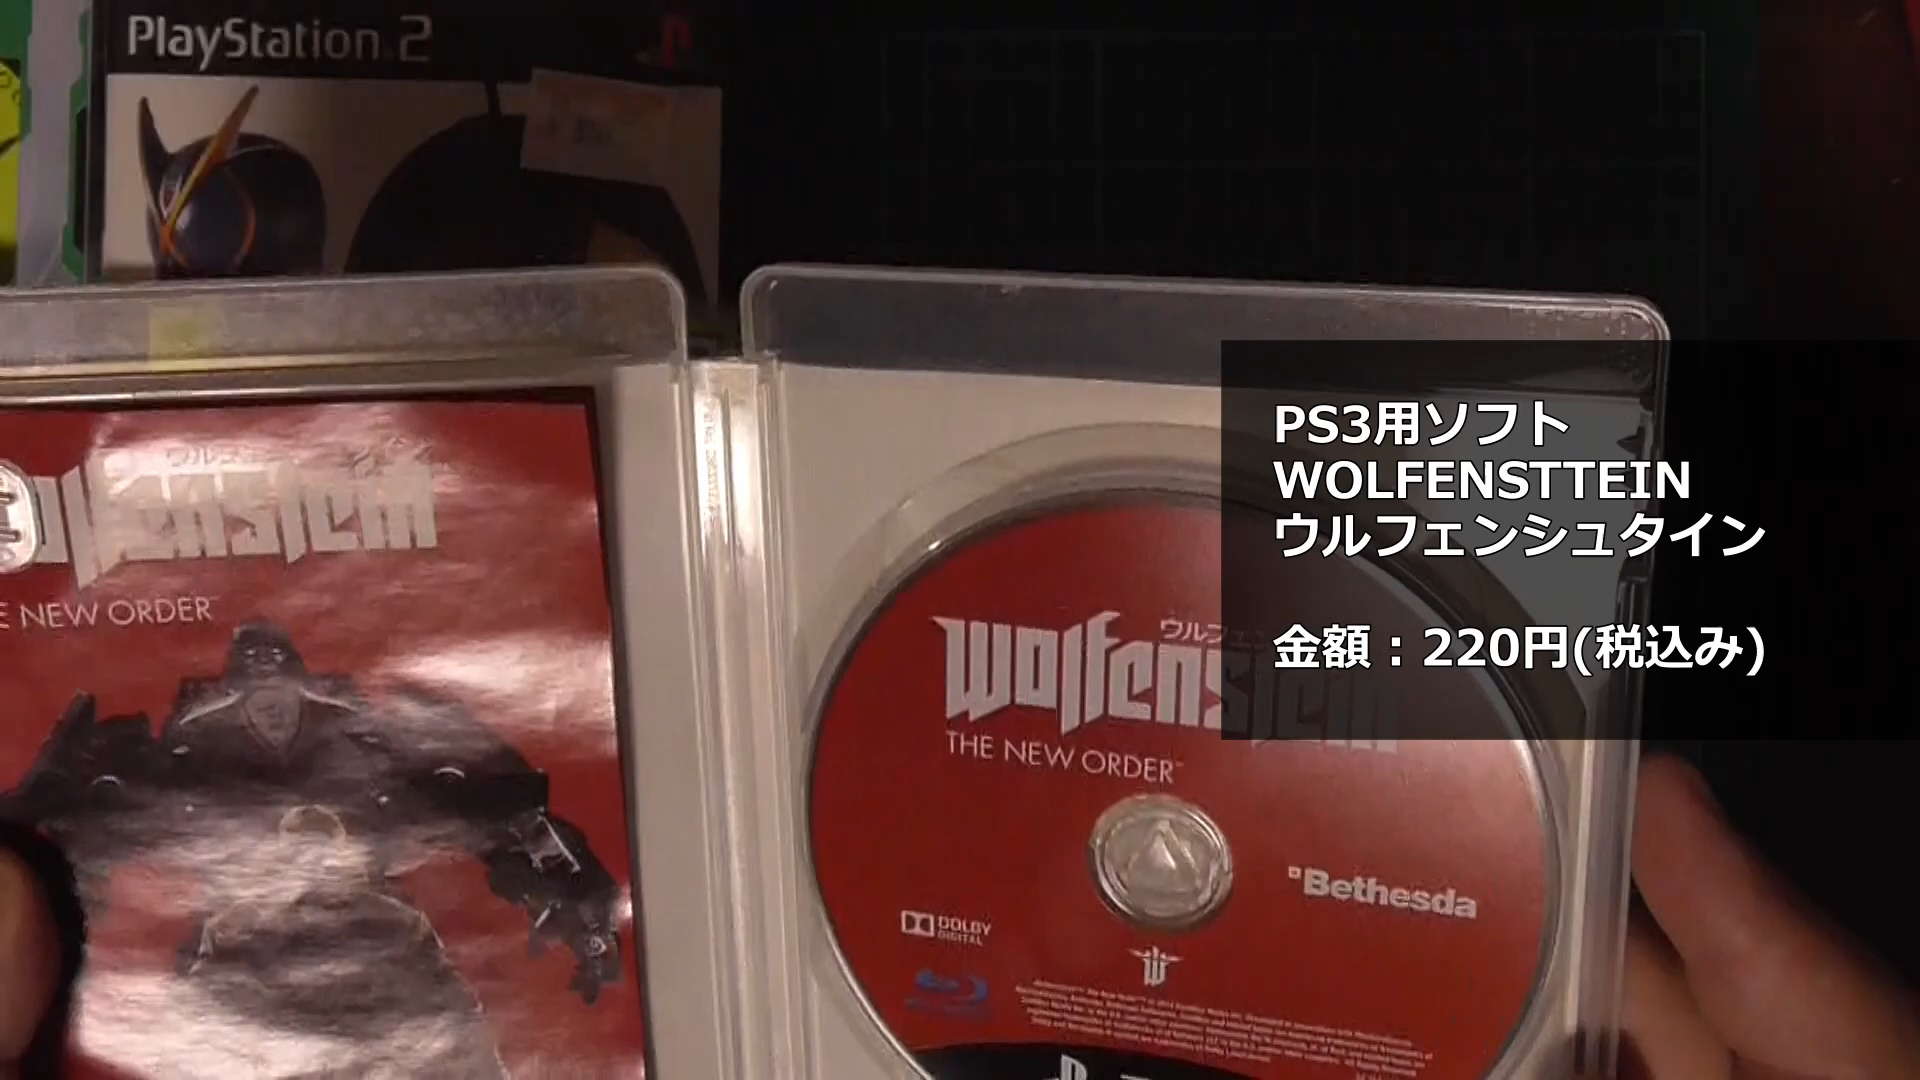 PlayStation.2
PS3用ソフト
WOLFENSTTEIN
ウルフェンシュタイン
金額：220円(税込み)
ウルフェン
wolfenstein
THE NEW ORDER
wolfenstein
THE NEW ORDER™
Bethesda
DOLBY
DIGITAL